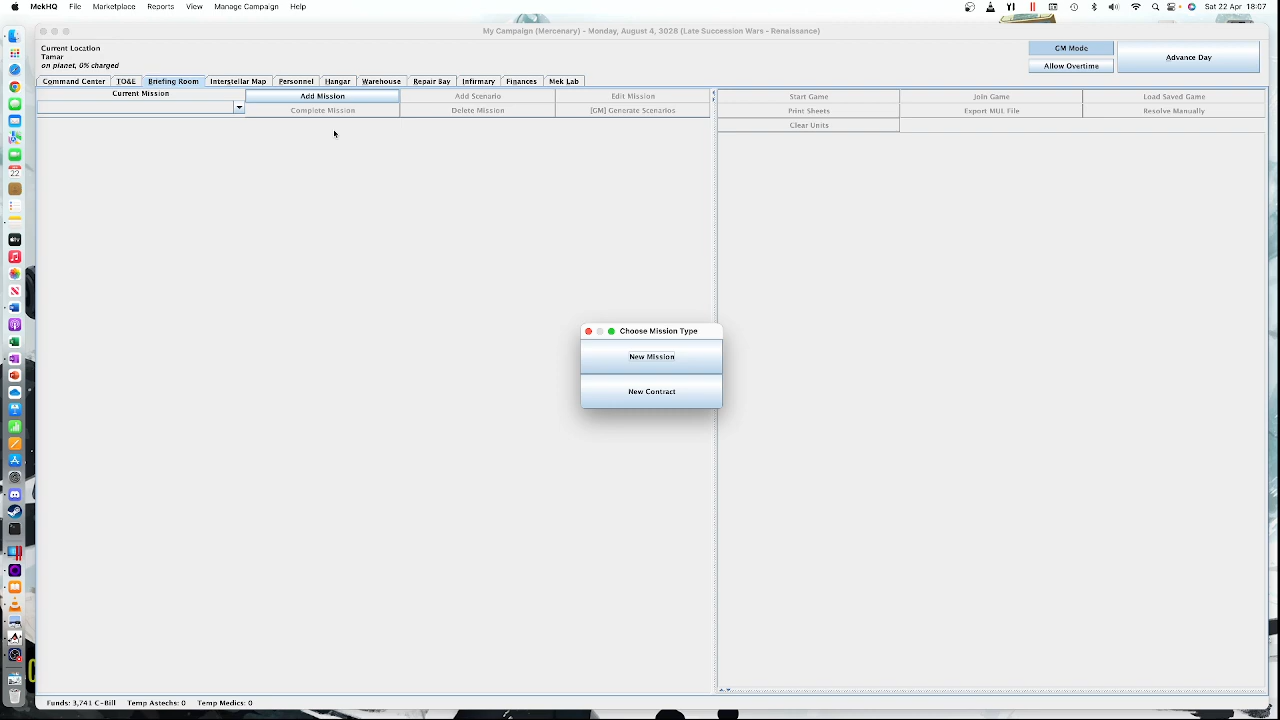 MekHQ File Marketplace Reports View Manage Campaign Help Sat 22 Apr 18:07
My Campaign (Mercenary) - Monday, August 4, 3028 (Late Succession Wars - Renaissance)
Current Location
Tamar
on planet, 0% charged
GM Mode
Allow Overtime
Advance Day
Command Center TO&E Briefing Room Interstellar Map Personnel Hangar Warehouse Repair Bay Infirmary Finances Mek Lab
Current Mission
Add Mission Add Scenario Edit Mission
Complete Mission Delete Mission [GM] Generate Scenarios
Start Game Join Game Load Saved Game
Print Sheets Export MUL File Resolve Manually
Clear Units
Choose Mission Type
New Mission
New Contract
Funds: 3,741 C-Bill Temp Astechs: 0 Temp Medics: 0
22